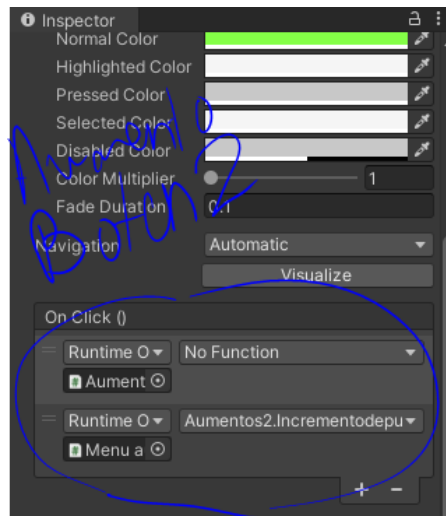 Inspector
Normal Color
Highlighted Color
Pressed Color
Selected Color
Disabled Color
Aumento
Color Multiplier 1
Boton 2
Fade Duration 0.1
Navigation Automatic
Visualize
On Click ()
Runtime O No Function
Aument
Runtime O Aumentos2.Incrementodepu
Menu a
+ -